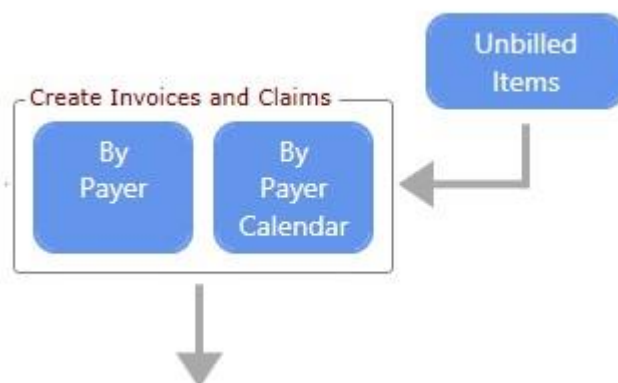 Unbilled
Items
Create Invoices and Claims
By
Payer
By
Payer
Calendar